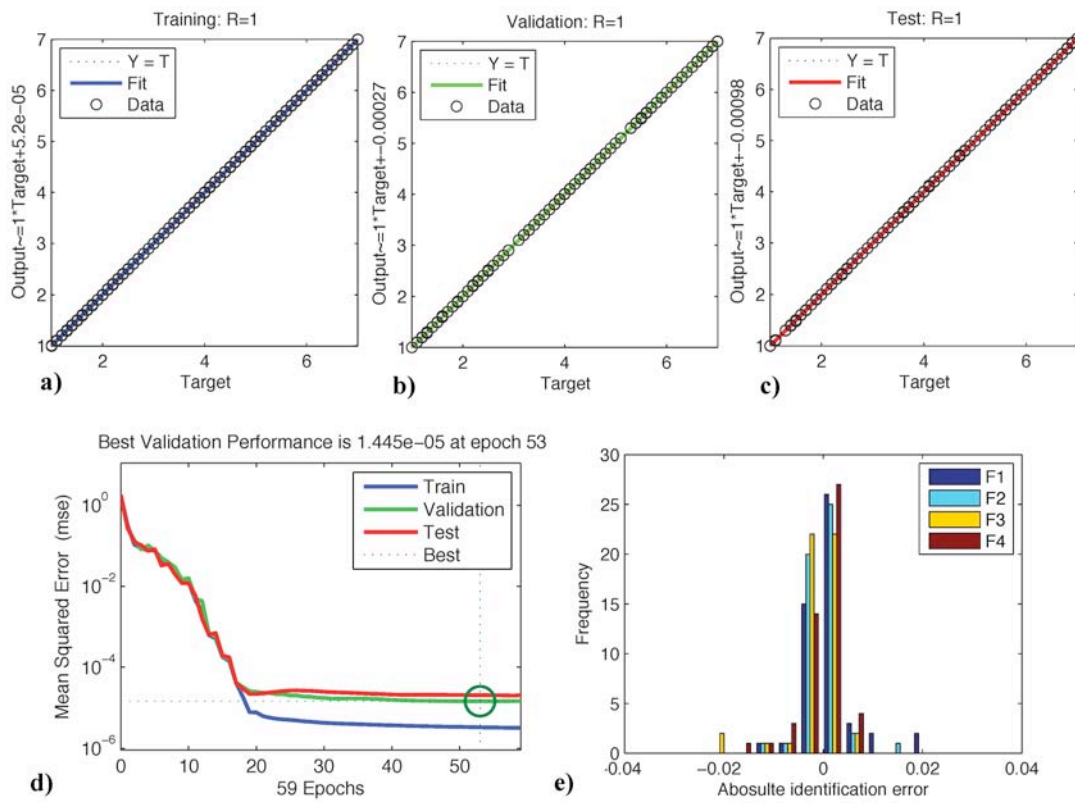 Training: R=1
Y = T
Fit
Data
Output~=1*Target+5.2e-05
7
6
5
4
3
2
1
2 4 6
Target
a)
Validation: R=1
Y = T
Fit
Data
Output~=1*Target+-0.00027
7
6
5
4
3
2
1
2 4 6
Target
b)
Test: R=1
Y = T
Fit
Data
Output~=1*Target+-0.00098
7
6
5
4
3
2
1
2 4 6
Target
c)
Best Validation Performance is 1.445e-05 at epoch 53
Train
Validation
Test
Best
Mean Squared Error (mse)
10^0
10^-2
10^-4
10^-6
0 10 20 30 40 50
59 Epochs
d)
F1
F2
F3
F4
Frequency
30
25
20
15
10
5
0
-0.04 −0.02 0 0.02 0.04
Abosulte identification error
e)